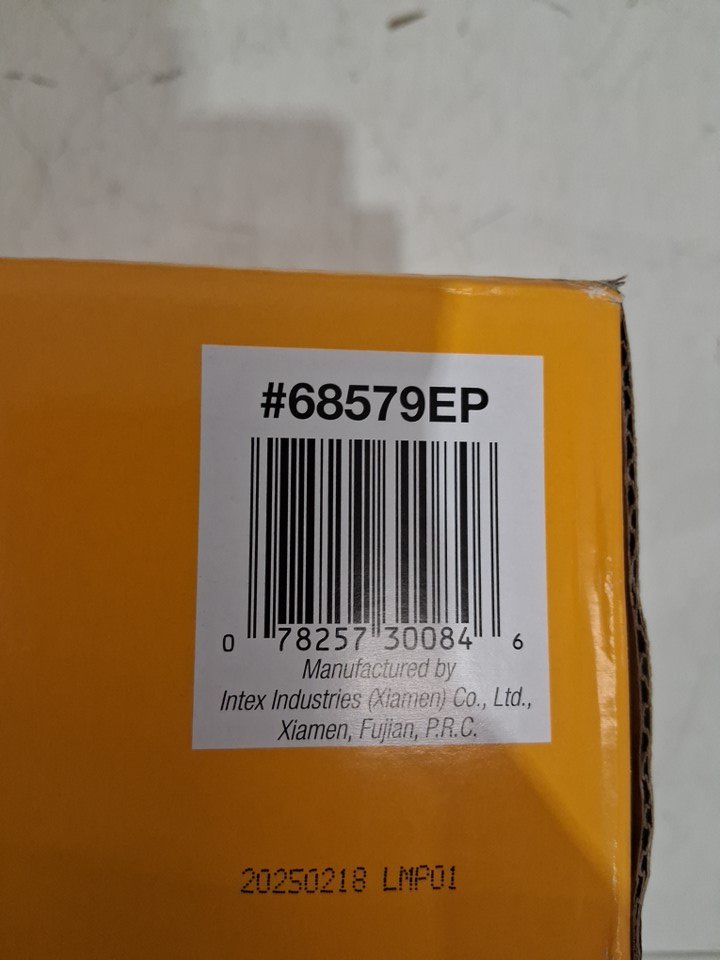 #68579EP
0 78257 30084 6
Manufactured by
Intex Industries (Xiamen) Co., Ltd.,
Xiamen, Fujian, P.R.C.
20250218 LMP01